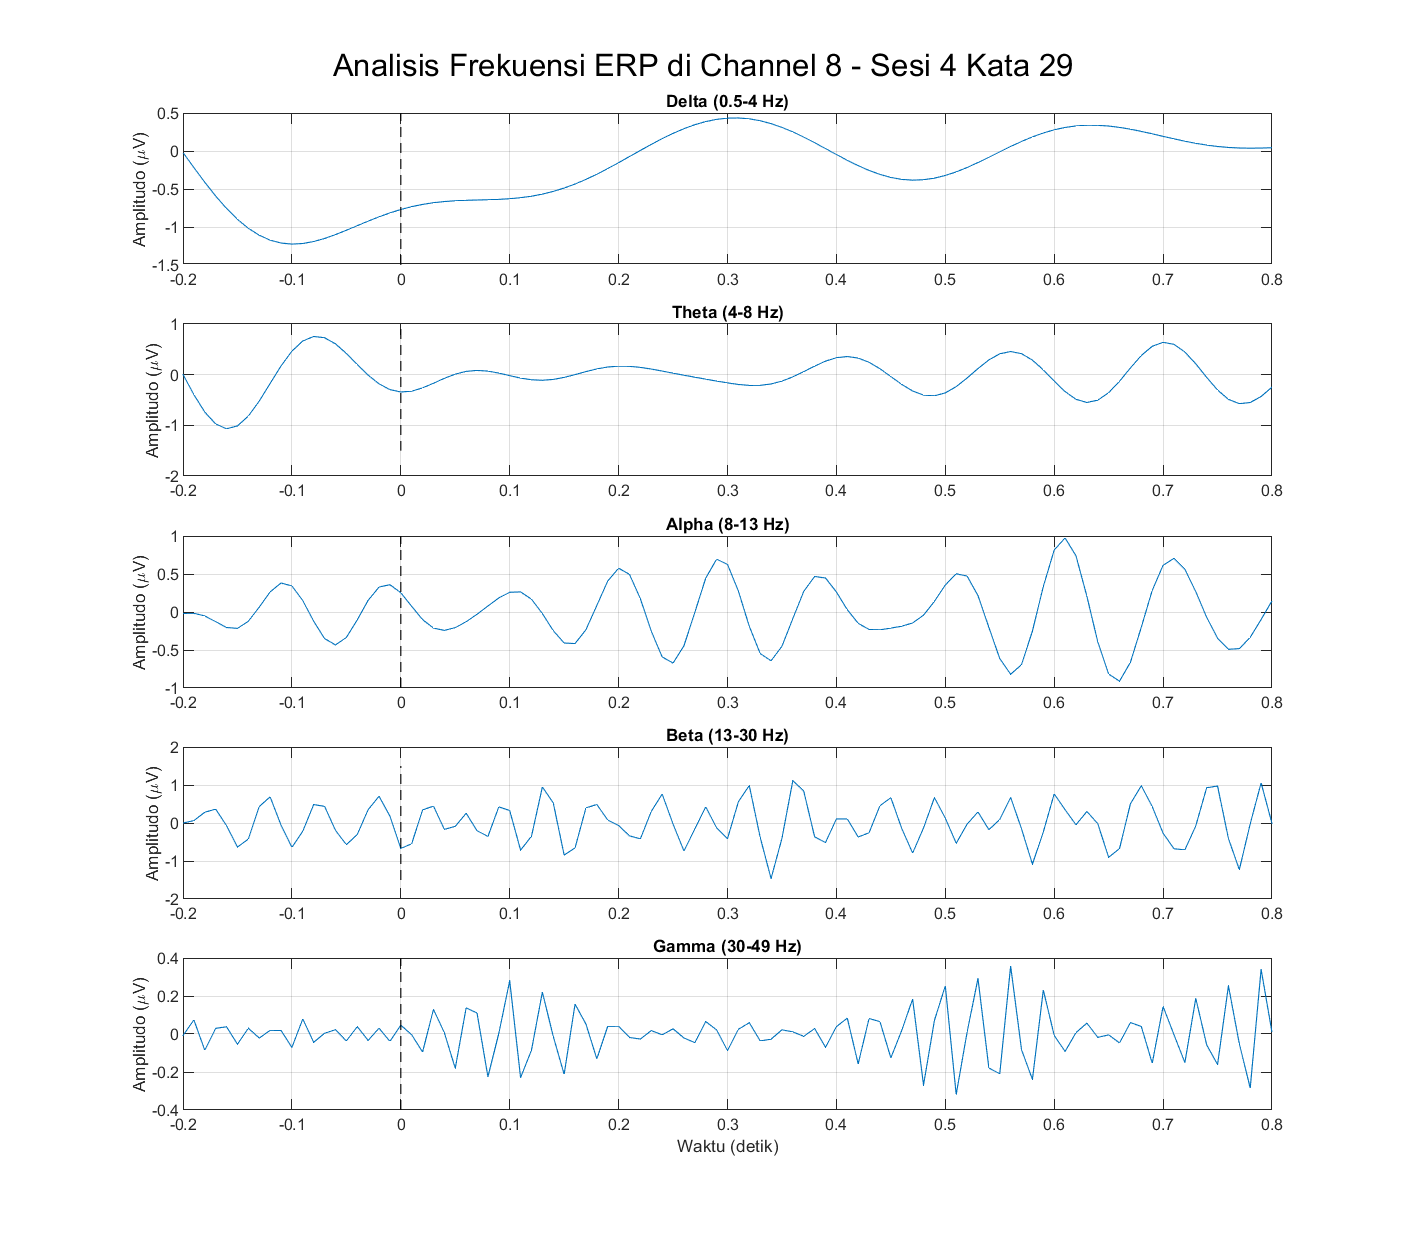 Analisis Frekuensi ERP di Channel 8 - Sesi 4 Kata 29
Delta (0.5-4 Hz)
Amplitudo (μV)
0.5
0
-0.5
-1
-1.5
-0.2 -0.1 0 0.1 0.2 0.3 0.4 0.5 0.6 0.7 0.8
Theta (4-8 Hz)
Amplitudo (μV)
1
0
-1
-2
-0.2 -0.1 0 0.1 0.2 0.3 0.4 0.5 0.6 0.7 0.8
Alpha (8-13 Hz)
Amplitudo (μV)
1
0.5
0
-0.5
-1
-0.2 -0.1 0 0.1 0.2 0.3 0.4 0.5 0.6 0.7 0.8
Beta (13-30 Hz)
Amplitudo (μV)
2
1
0
-1
-2
-0.2 -0.1 0 0.1 0.2 0.3 0.4 0.5 0.6 0.7 0.8
Gamma (30-49 Hz)
Amplitudo (μV)
0.4
0.2
0
-0.2
-0.4
-0.2 -0.1 0 0.1 0.2 0.3 0.4 0.5 0.6 0.7 0.8
Waktu (detik)